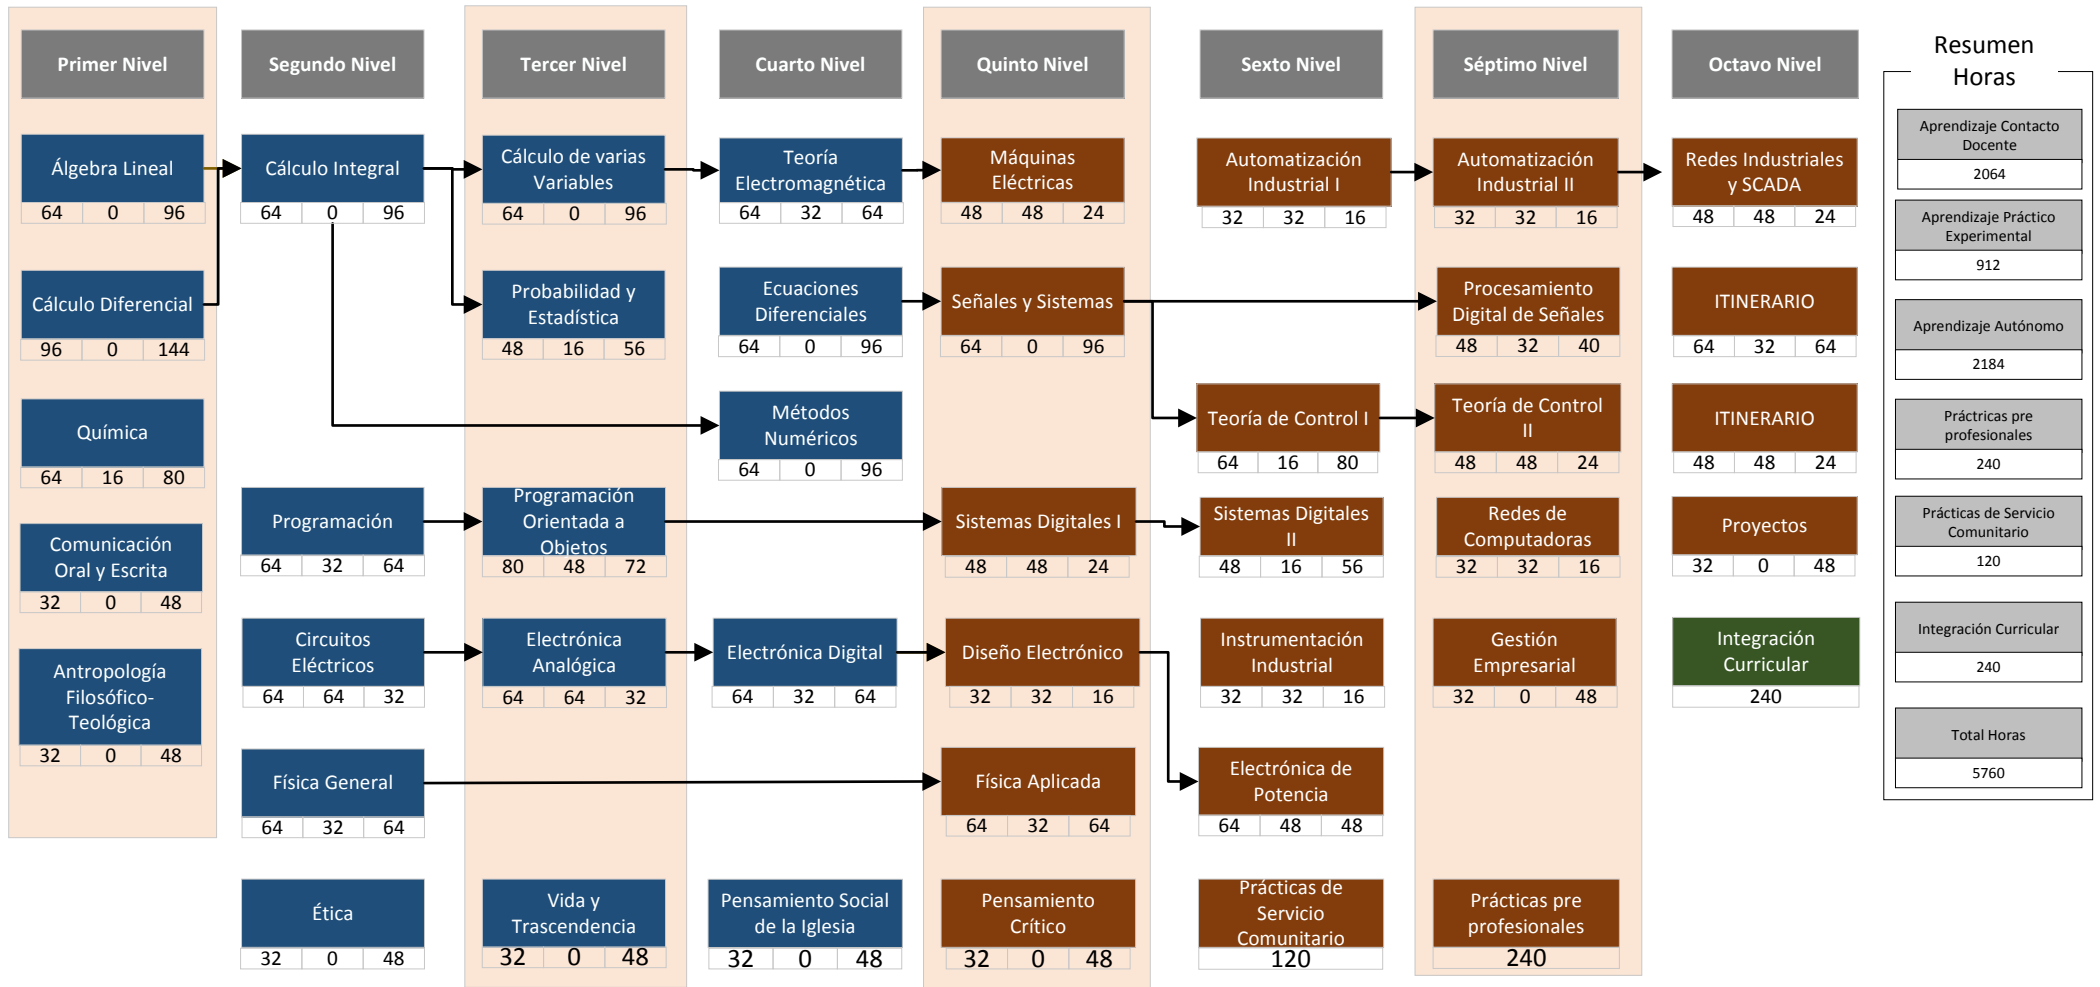 Primer Nivel
Álgebra Lineal
64 0 96
Cálculo Diferencial
96 0 144
Química
64 16 80
Comunicación
Oral y Escrita
32 0 48
Antropología
Filosófico-
Teológica
32 0 48
Segundo Nivel
Cálculo Integral
64 0 96
Programación
64 32 64
Circuitos
Eléctricos
64 64 32
Física General
64 32 64
Ética
32 0 48
Tercer Nivel
Cálculo de varias
Variables
64 0 96
Probabilidad y
Estadística
48 16 56
Programación
Orientada a
Objetos
80 48 72
Electrónica
Analógica
64 64 32
Vida y
Trascendencia
32 0 48
Cuarto Nivel
Teoría
Electromagnética
64 32 64
Ecuaciones
Diferenciales
64 0 96
Métodos
Numéricos
64 0 96
Electrónica Digital
64 32 64
Pensamiento Social
de la Iglesia
32 0 48
Quinto Nivel
Máquinas
Eléctricas
48 48 24
Señales y Sistemas
64 0 96
Sistemas Digitales I
48 48 24
Diseño Electrónico
32 32 16
Física Aplicada
64 32 64
Pensamiento
Crítico
32 0 48
Sexto Nivel
Automatización
Industrial I
32 32 16
Teoría de Control I
64 16 80
Sistemas Digitales
II
48 16 56
Instrumentación
Industrial
32 32 16
Electrónica de
Potencia
64 48 48
Prácticas de
Servicio
Comunitario
120
Séptimo Nivel
Automatización
Industrial II
32 32 16
Procesamiento
Digital de Señales
48 32 40
Teoría de Control
II
48 48 24
Redes de
Computadoras
32 32 16
Gestión
Empresarial
32 0 48
Prácticas pre
profesionales
240
Octavo Nivel
Redes Industriales
y SCADA
48 48 24
ITINERARIO
64 32 64
ITINERARIO
48 48 24
Proyectos
32 0 48
Integración
Curricular
240
Resumen
Horas
Aprendizaje Contacto
Docente
2064
Aprendizaje Práctico
Experimental
912
Aprendizaje Autónomo
2184
Práctricas pre
profesionales
240
Prácticas de Servicio
Comunitario
120
Integración Curricular
240
Total Horas
5760